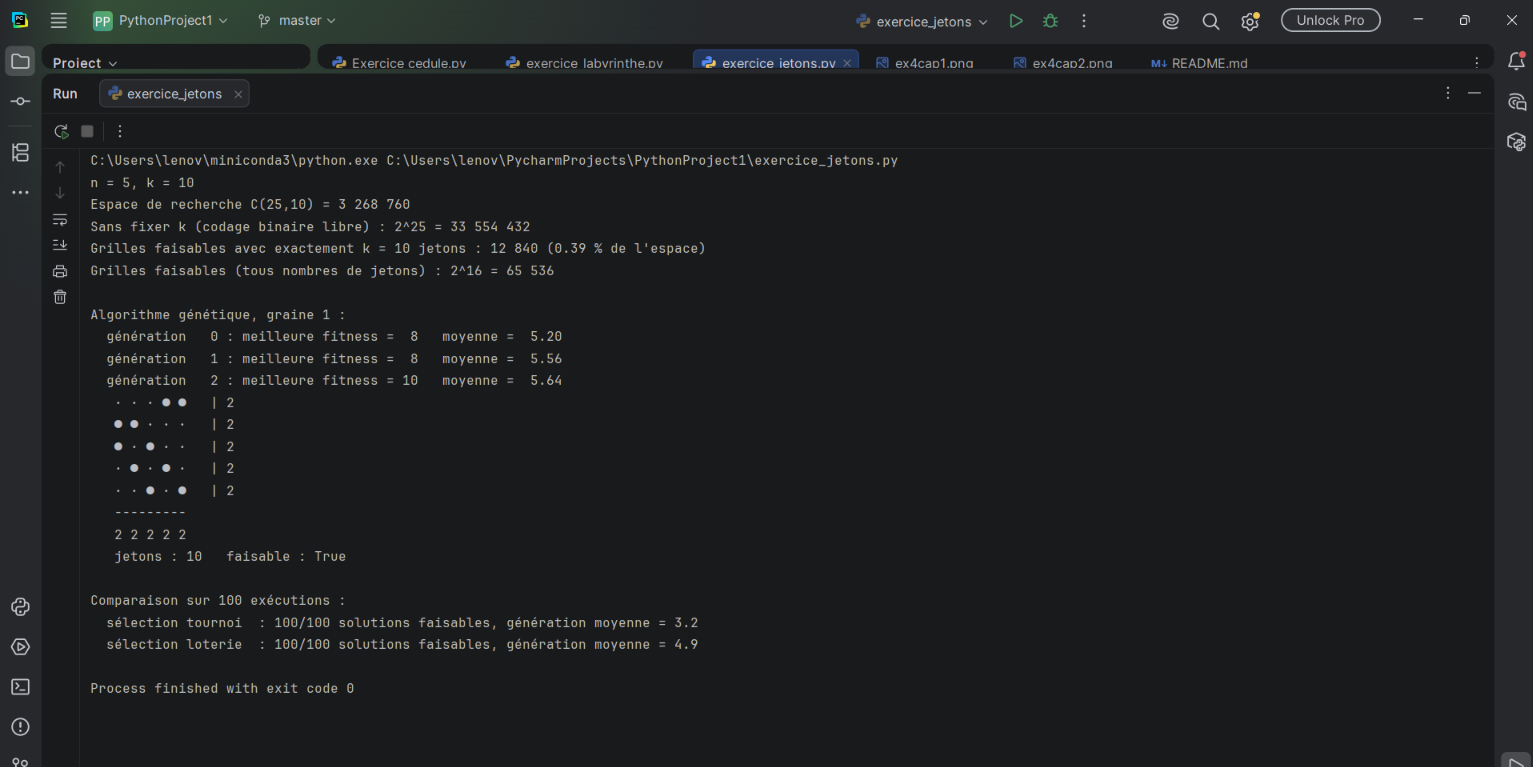 PC
PP PythonProject1 master exercice_jetons Unlock Pro
Project Exercice cedule.py exercice labyrinthe.py exercice jetons.py ex4cap1.png ex4cap2.png M↓ README.md
Run exercice_jetons
C:\Users\lenov\miniconda3\python.exe C:\Users\lenov\PycharmProjects\PythonProject1\exercice_jetons.py
n = 5, k = 10
Espace de recherche C(25,10) = 3 268 760
Sans fixer k (codage binaire libre) : 2^25 = 33 554 432
Grilles faisables avec exactement k = 10 jetons : 12 840 (0.39 % de l'espace)
Grilles faisables (tous nombres de jetons) : 2^16 = 65 536
Algorithme génétique, graine 1 :
génération 0 : meilleure fitness = 8 moyenne = 5.20
génération 1 : meilleure fitness = 8 moyenne = 5.56
génération 2 : meilleure fitness = 10 moyenne = 5.64
· · · ● ● | 2
● ● · · · | 2
● · ● · · | 2
· ● · ● · | 2
· · ● · ● | 2
---------
2 2 2 2 2
jetons : 10 faisable : True
Comparaison sur 100 exécutions :
sélection tournoi : 100/100 solutions faisables, génération moyenne = 3.2
sélection loterie : 100/100 solutions faisables, génération moyenne = 4.9
Process finished with exit code 0